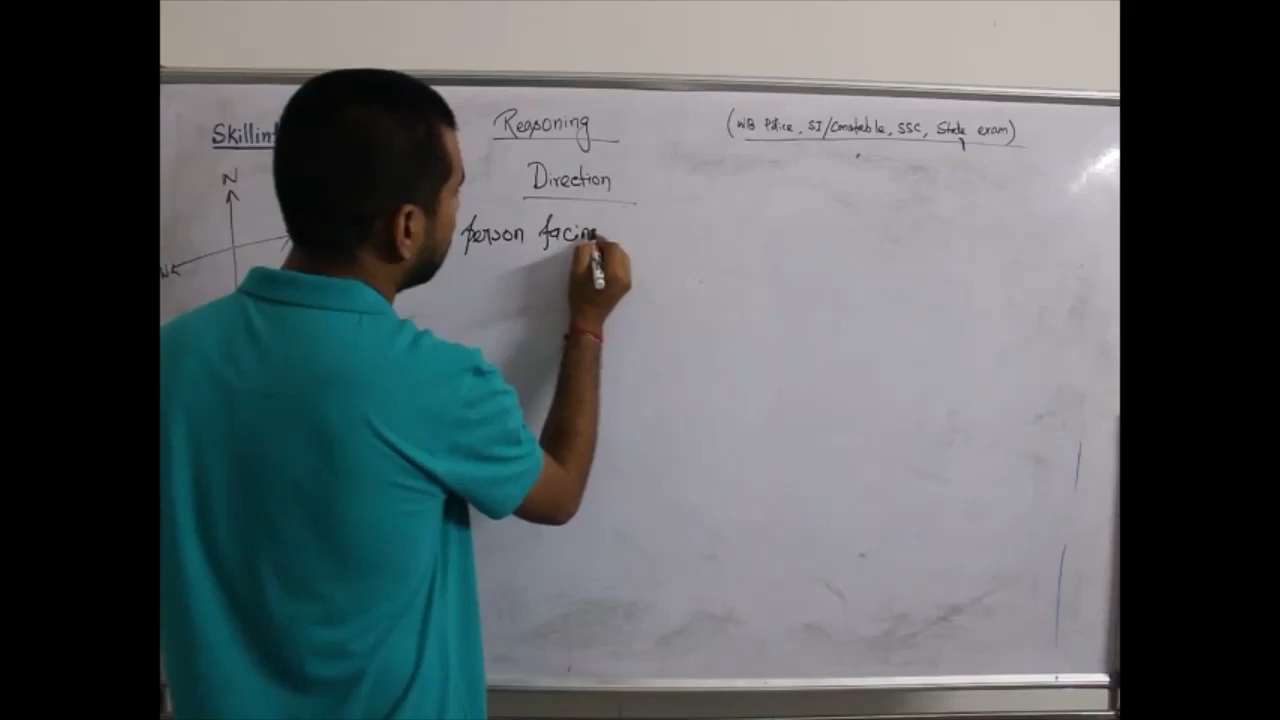 Skillin
Reasoning
(WB Police, SI/Constable, SSC, State exam)
Direction
N
W
person facin